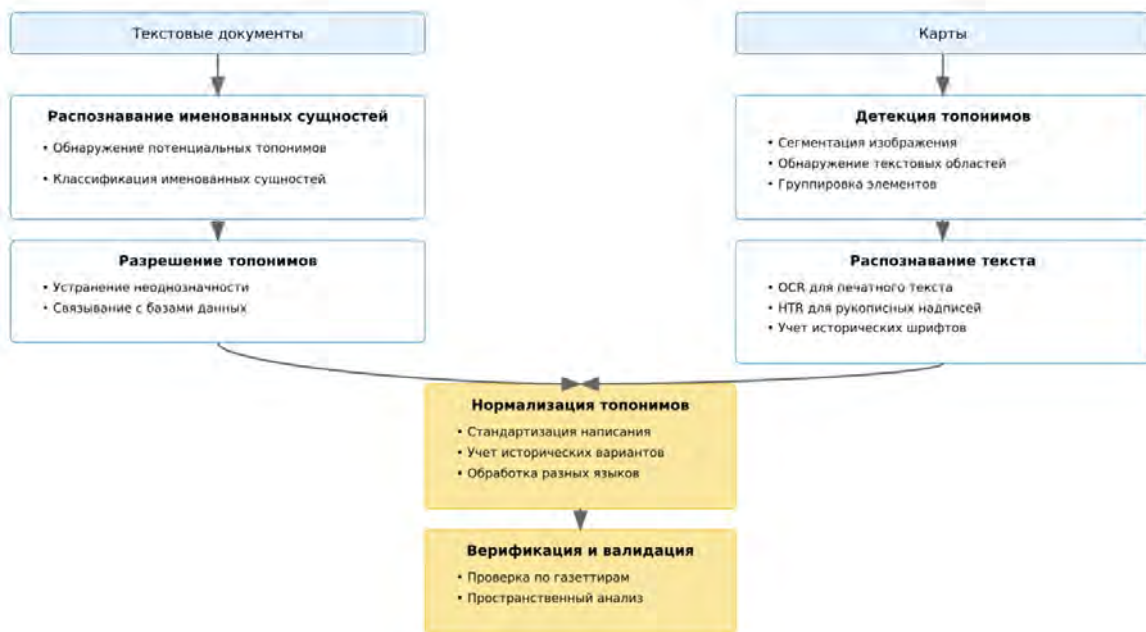 Текстовые документы
Карты
Распознавание именованных сущностей
• Обнаружение потенциальных топонимов
• Классификация именованных сущностей
Детекция топонимов
• Сегментация изображения
• Обнаружение текстовых областей
• Группировка элементов
Разрешение топонимов
• Устранение неоднозначности
• Связывание с базами данных
Распознавание текста
• OCR для печатного текста
• HTR для рукописных надписей
• Учет исторических шрифтов
Нормализация топонимов
• Стандартизация написания
• Учет исторических вариантов
• Обработка разных языков
Верификация и валидация
• Проверка по газеттирам
• Пространственный анализ